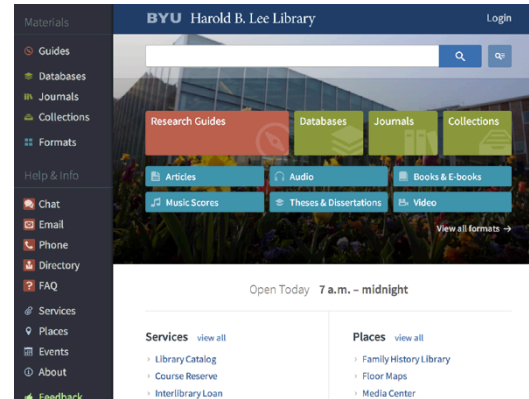 Materials
Guides
Databases
Journals
Collections
Formats
Help & Info
Chat
Email
Phone
Directory
FAQ
Services
Places
Events
About
Feedback
BYU Harold B. Lee Library
Login
Research Guides
Databases
Journals
Collections
Articles
Audio
Books & E-books
Music Scores
Theses & Dissertations
Video
View all formats →
Open Today 7 a.m. – midnight
Services view all
› Library Catalog
› Course Reserve
› Interlibrary Loan
Places view all
› Family History Library
› Floor Maps
› Media Center